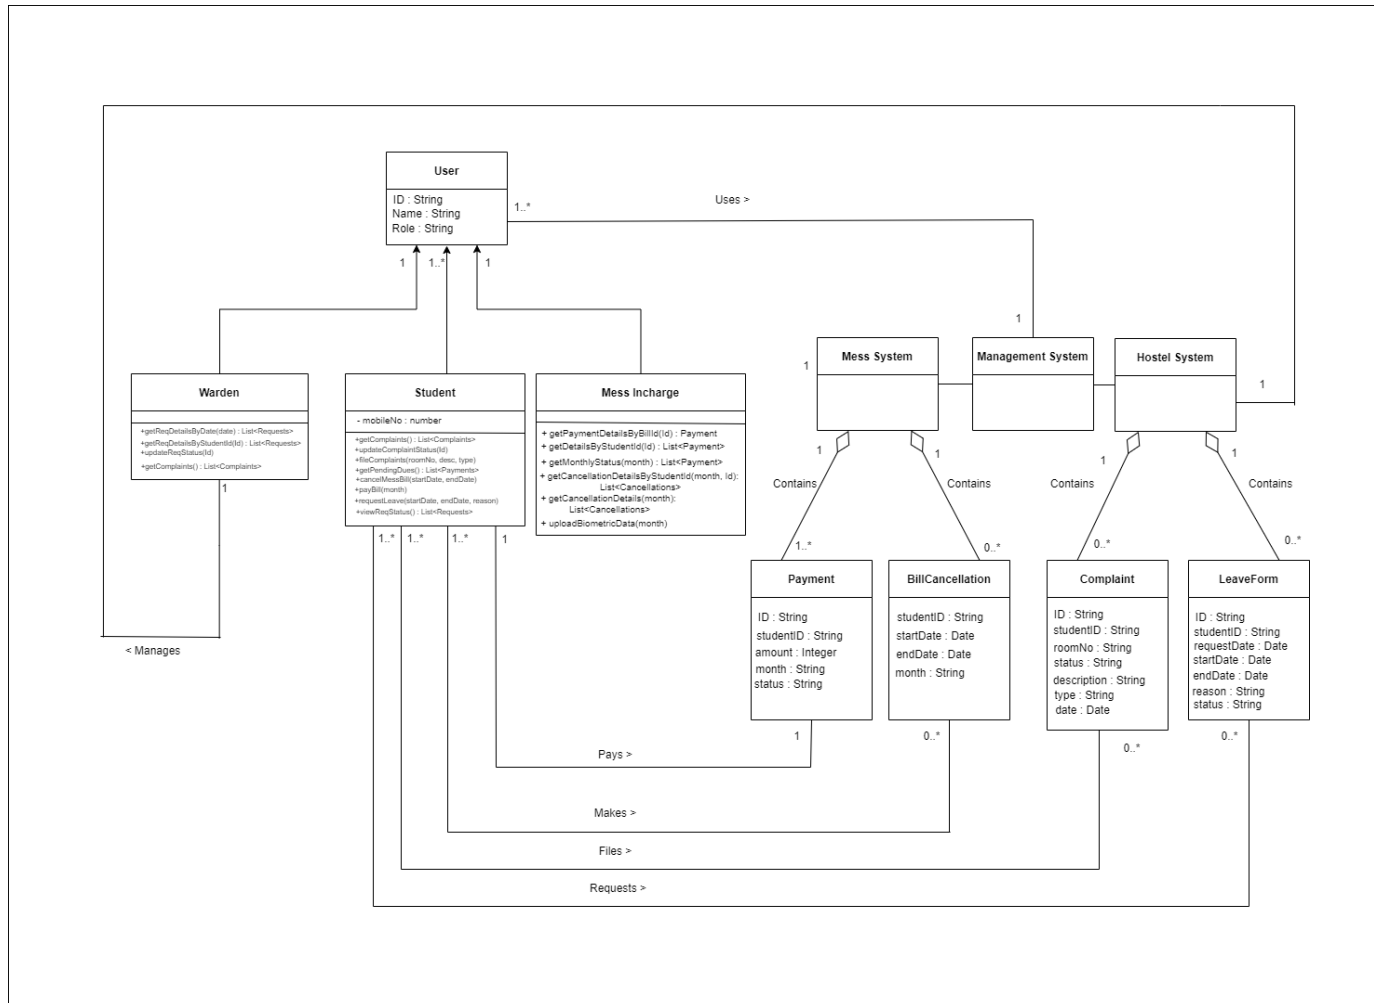 User
ID : String
Name : String
Role : String
1..*
Uses >
1
1..*
1
1
Mess System
Management System
Hostel System
1
1
Warden
+getReqDetailsByDate(date) : List<Requests>
+getReqDetailsByStudentId(Id) : List<Requests>
+updateReqStatus(Id)
+getComplaints() : List<Complaints>
1
Student
- mobileNo : number
+getComplaints() : List<Complaints>
+updateComplaintStatus(Id)
+fileComplaints(roomNo, desc, type)
+getPendingDues() : List<Payments>
+cancelMessBill(startDate, endDate)
+payBill(month)
+requestLeave(startDate, endDate, reason)
+viewReqStatus() : List<Requests>
1..*
1..*
1..*
1
Mess Incharge
+ getPaymentDetailsByBillId(Id) : Payment
+ getDetailsByStudentId(Id) : List<Payment>
+ getMonthlyStatus(month) : List<Payment>
+ getCancellationDetailsByStudentId(month, Id):
List<Cancellations>
+ getCancellationDetails(month):
List<Cancellations>
+ uploadBiometricData(month)
1
1
1
1
Contains
Contains
Contains
Contains
1..*
0..*
0..*
0..*
Payment
ID : String
studentID : String
amount : Integer
month : String
status : String
BillCancellation
studentID : String
startDate : Date
endDate : Date
month : String
Complaint
ID : String
studentID : String
roomNo : String
status : String
description : String
type : String
date : Date
LeaveForm
ID : String
studentID : String
requestDate : Date
startDate : Date
endDate : Date
reason : String
status : String
< Manages
1
0..*
0..*
0..*
Pays >
Makes >
Files >
Requests >
1